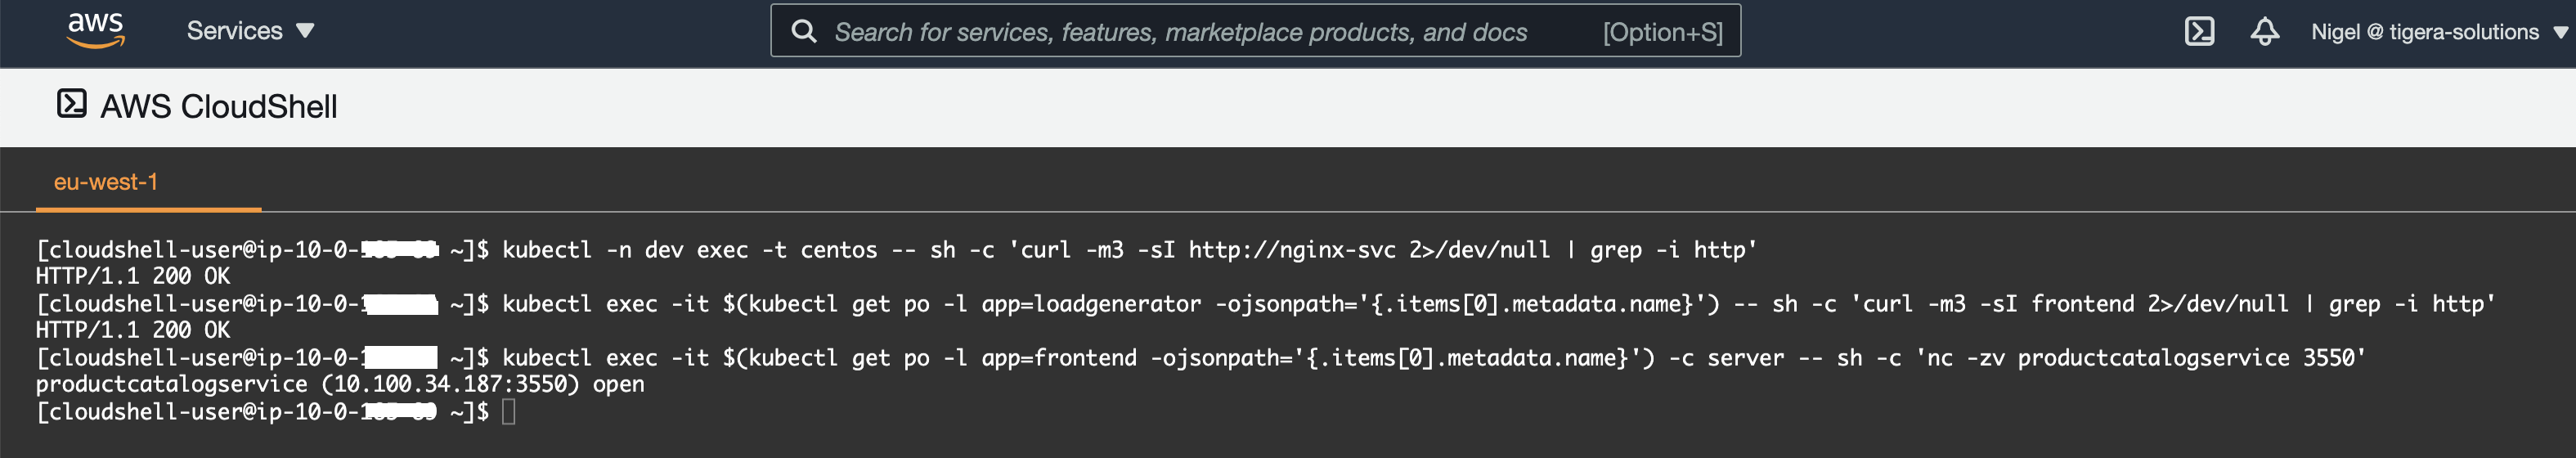 aws Services ▼ Search for services, features, marketplace products, and docs [Option+S] Nigel @ tigera-solutions ▼
AWS CloudShell
eu-west-1
[cloudshell-user@ip-10-0- ~]$ kubectl -n dev exec -t centos -- sh -c 'curl -m3 -sI http://nginx-svc 2>/dev/null | grep -i http'
HTTP/1.1 200 OK
[cloudshell-user@ip-10-0-1 ~]$ kubectl exec -it $(kubectl get po -l app=loadgenerator -ojsonpath='{.items[0].metadata.name}') -- sh -c 'curl -m3 -sI frontend 2>/dev/null | grep -i http'
HTTP/1.1 200 OK
[cloudshell-user@ip-10-0-1 ~]$ kubectl exec -it $(kubectl get po -l app=frontend -ojsonpath='{.items[0].metadata.name}') -c server -- sh -c 'nc -zv productcatalogservice 3550'
productcatalogservice (10.100.34.187:3550) open
[cloudshell-user@ip-10-0- ~]$